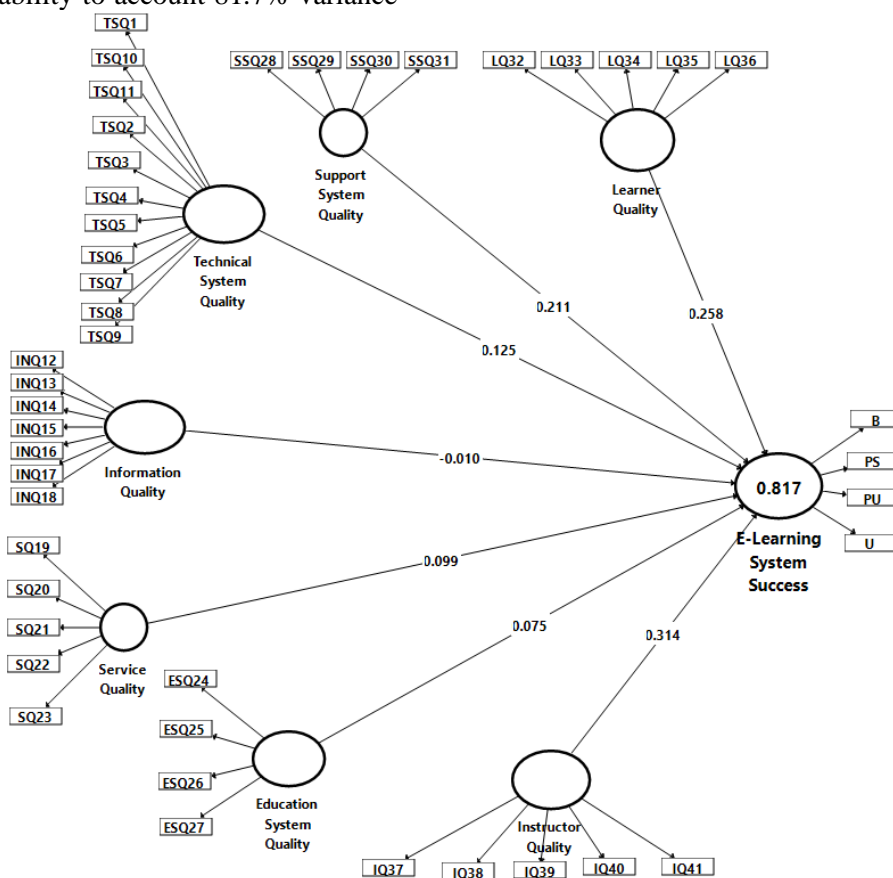 ability to account 81.7% variance
TSQ1
TSQ10
TSQ11
TSQ2
TSQ3
TSQ4
TSQ5
TSQ6
TSQ7
TSQ8
TSQ9
Technical
System
Quality
SSQ28 SSQ29 SSQ30 SSQ31
Support
System
Quality
LQ32 LQ33 LQ34 LQ35 LQ36
Learner
Quality
0.211
0.258
0.125
INQ12
INQ13
INQ14
INQ15
INQ16
INQ17
INQ18
Information
Quality
-0.010
B
PS
PU
U
0.817
E-Learning
System
Success
SQ19
SQ20
SQ21
SQ22
SQ23
Service
Quality
0.099
0.075
0.314
ESQ24
ESQ25
ESQ26
ESQ27
Education
System
Quality
Instructor
Quality
IQ37 IQ38 IQ39 IQ40 IQ41